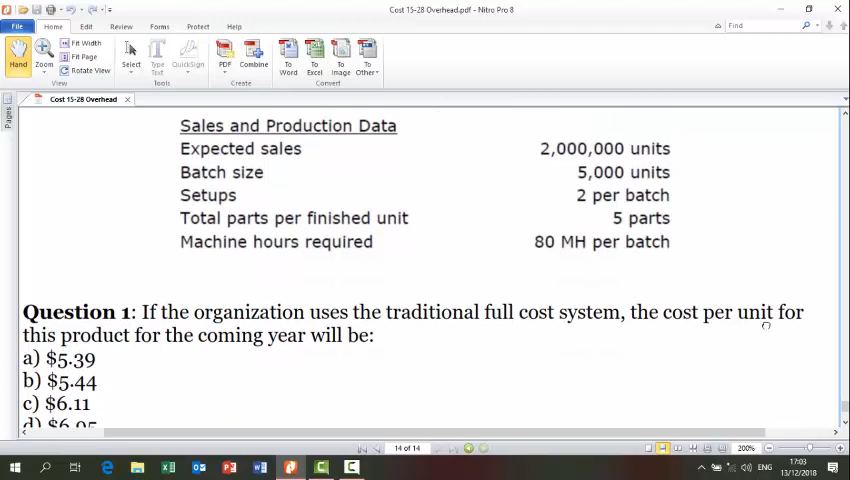 Cost 15-28 Overhead.pdf - Nitro Pro 8
File Home Edit Review Forms Protect Help
Find
Hand Zoom Fit Width Fit Page Rotate View Select Type Text QuickSign PDF Combine To Word To Excel To Image To Other
View Tools Create Convert
Cost 15-28 Overhead
Pages
Sales and Production Data
Expected sales 2,000,000 units
Batch size 5,000 units
Setups 2 per batch
Total parts per finished unit 5 parts
Machine hours required 80 MH per batch
Question 1: If the organization uses the traditional full cost system, the cost per unit for
this product for the coming year will be:
a) $5.39
b) $5.44
c) $6.11
d) $6.95
14 of 14 200%
ENG 17:03
13/12/2018